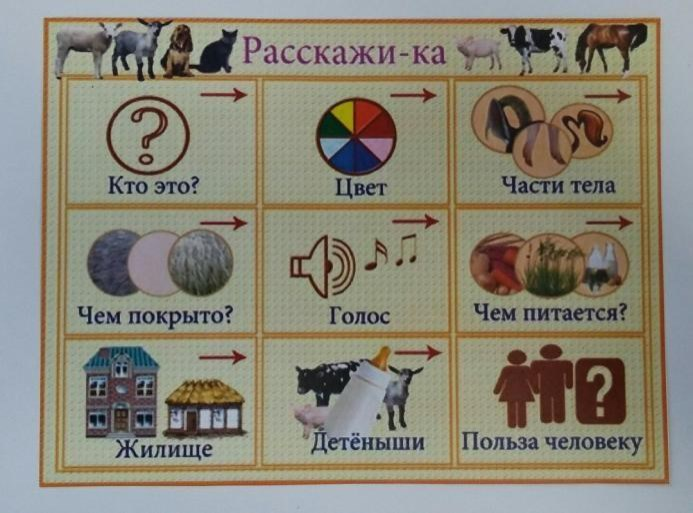 Расскажи-ка
Кто это?
Цвет
Части тела
Чем покрыто?
Голос
Чем питается?
Жилище
Детёныши
Польза человеку